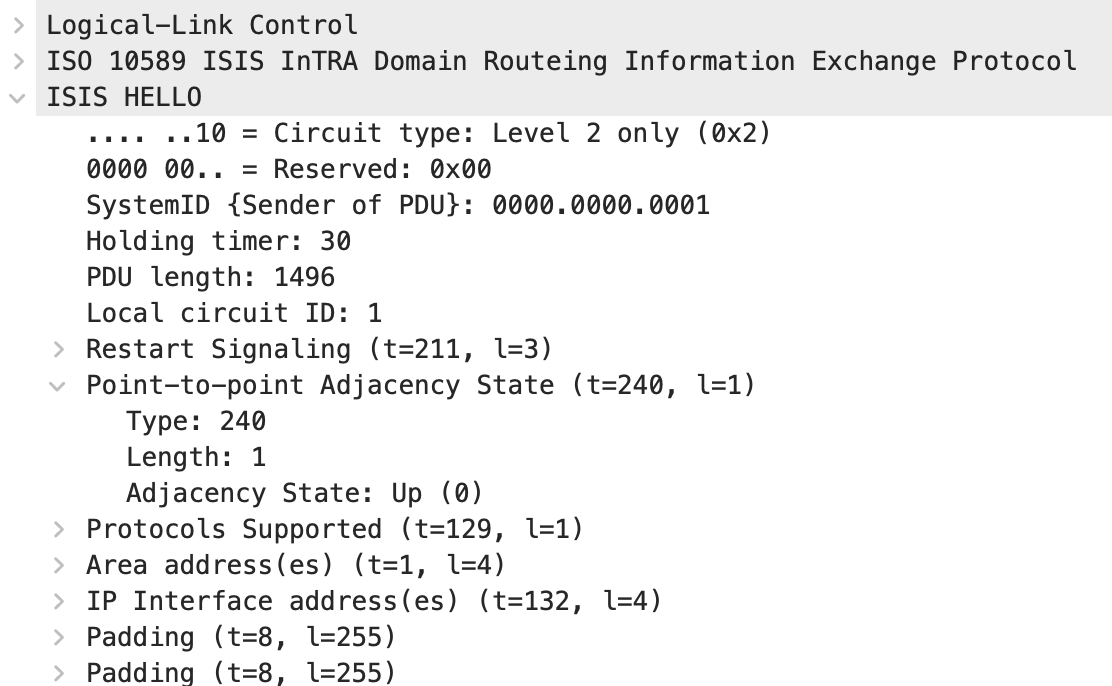 Logical-Link Control
ISO 10589 ISIS InTRA Domain Routeing Information Exchange Protocol
ISIS HELLO
.... ..10 = Circuit type: Level 2 only (0x2)
0000 00.. = Reserved: 0x00
SystemID {Sender of PDU}: 0000.0000.0001
Holding timer: 30
PDU length: 1496
Local circuit ID: 1
Restart Signaling (t=211, l=3)
Point-to-point Adjacency State (t=240, l=1)
Type: 240
Length: 1
Adjacency State: Up (0)
Protocols Supported (t=129, l=1)
Area address(es) (t=1, l=4)
IP Interface address(es) (t=132, l=4)
Padding (t=8, l=255)
Padding (t=8, l=255)